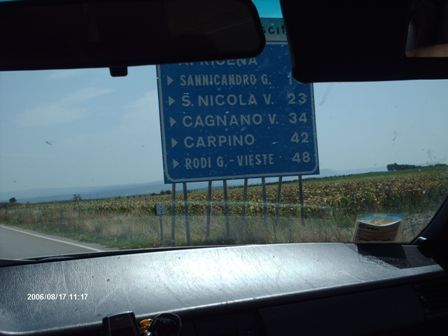 APRICENA
SANNICANDRO G.
S. NICOLA V. 23
CAGNANO V. 34
CARPINO 42
RODI G.-VIESTE 48
2006/08/17 11:17